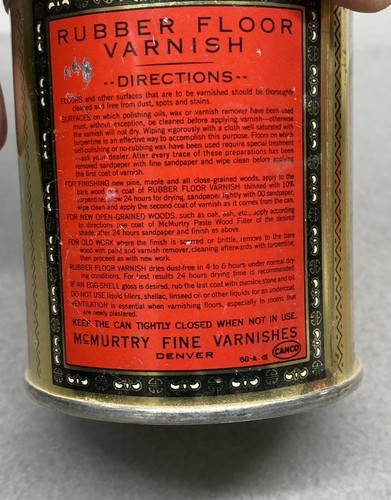 RUBBER FLOOR
VARNISH
--DIRECTIONS--
FLOORS and other surfaces that are to be varnished should be thoroughly
cleaned and free from dust, spots and stains.
SURFACES on which polishing oils, wax or varnish remover have been used
must, without exception, be cleaned before applying varnish—otherwise
the varnish will not dry. Wiping vigorously with a cloth well saturated with
turpentine is an effective way to accomplish this purpose. Floors on which
self-polishing or no-rubbing wax have been used require special treatment
—ask your dealer. After every trace of these preparations has been
removed sandpaper with fine sandpaper and wipe clean before applying
the first coat of varnish.
FOR FINISHING new pine, maple and all close-grained woods, apply to the
bare wood one coat of RUBBER FLOOR VARNISH thinned with 10%
turpentine, allow 24 hours for drying, sandpaper lightly with 00 sandpaper,
wipe clean and apply the second coat of varnish as it comes from the can.
FOR NEW OPEN-GRAINED WOODS, such as oak, ash, etc., apply according
to directions one coat of McMurtry Paste Wood Filler of the desired
shade, after 24 hours sandpaper and finish as above.
FOR OLD WORK where the finish is scarred or brittle, remove to the bare
wood with paint and varnish remover, cleaning afterwards with turpentine,
then proceed as with new work.
RUBBER FLOOR VARNISH dries dust-free in 4 to 6 hours under normal dry-
ing conditions. For best results 24 hours drying time is recommended.
IF AN EGG-SHELL gloss is desired, rub the last coat with pumice stone and oil.
DO NOT USE liquid fillers, shellac, linseed oil or other liquids for an undercoat.
VENTILATION is essential when varnishing floors, especially in rooms that
are newly plastered.
KEEP THE CAN TIGHTLY CLOSED WHEN NOT IN USE.
MCMURTRY FINE VARNISHES
DENVER
68-A
CANCO